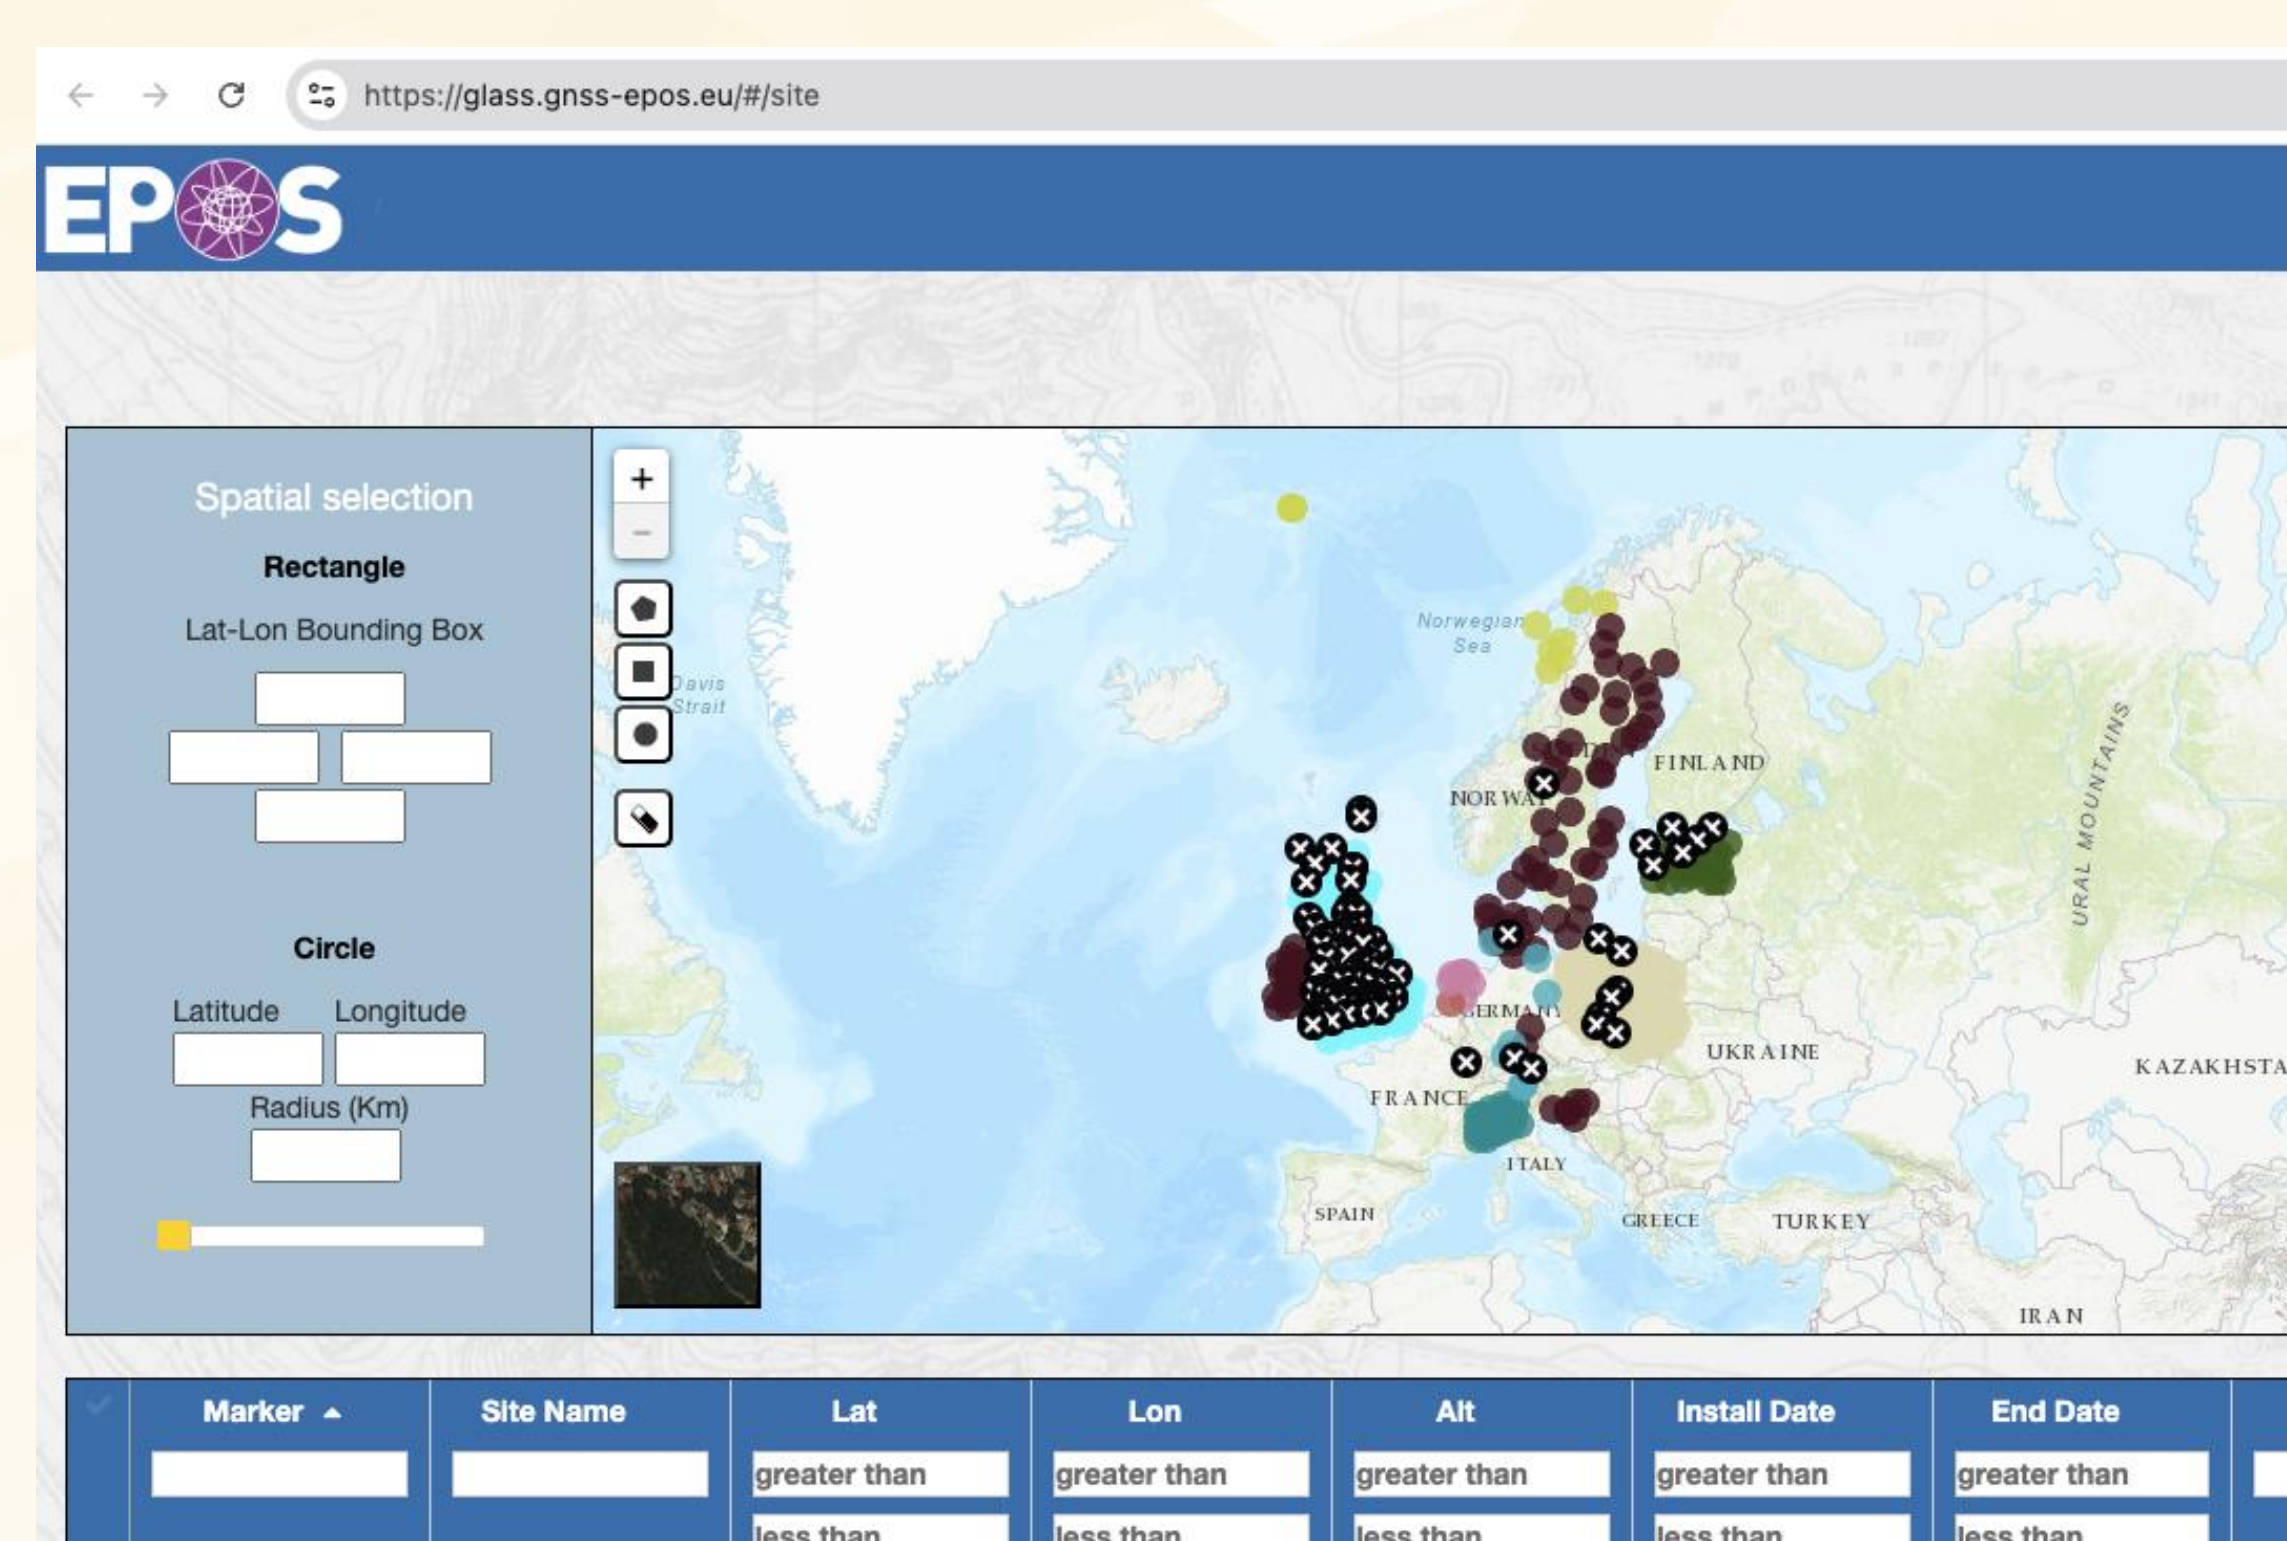 https://glass.gnss-epos.eu/#/site
EPOS
Spatial selection
Rectangle
Lat-Lon Bounding Box
Circle
Latitude Longitude
Radius (Km)
+
−
Davis
Strait
Norwegian
Sea
FINLAND
NORWAY
URAL MOUNTAINS
GERMANY
UKRAINE
KAZAKHSTA
FRANCE
ITALY
SPAIN
GREECE
TURKEY
IRAN
Marker Site Name Lat Lon Alt Install Date End Date
greater than greater than greater than greater than greater than
less than less than less than less than less than